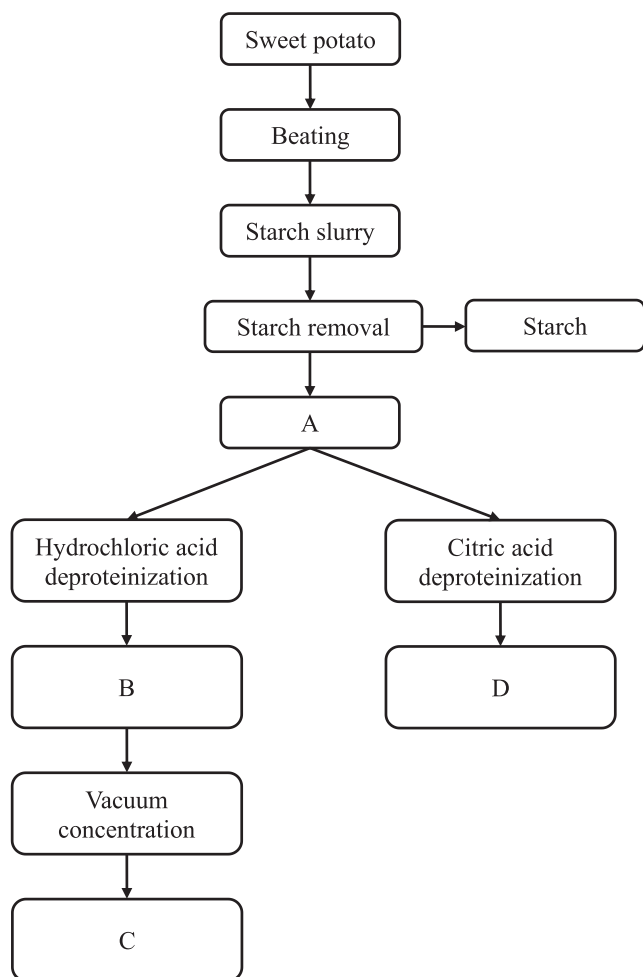 Sweet potato
Beating
Starch slurry
Starch removal
Starch
A
Hydrochloric acid
deproteinization
Citric acid
deproteinization
B
D
Vacuum
concentration
C